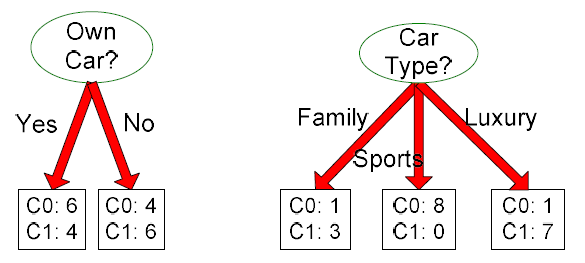 Own
Car?
Yes
No
C0: 6
C1: 4
C0: 4
C1: 6
Car
Type?
Family
Sports
Luxury
C0: 1
C1: 3
C0: 8
C1: 0
C0: 1
C1: 7